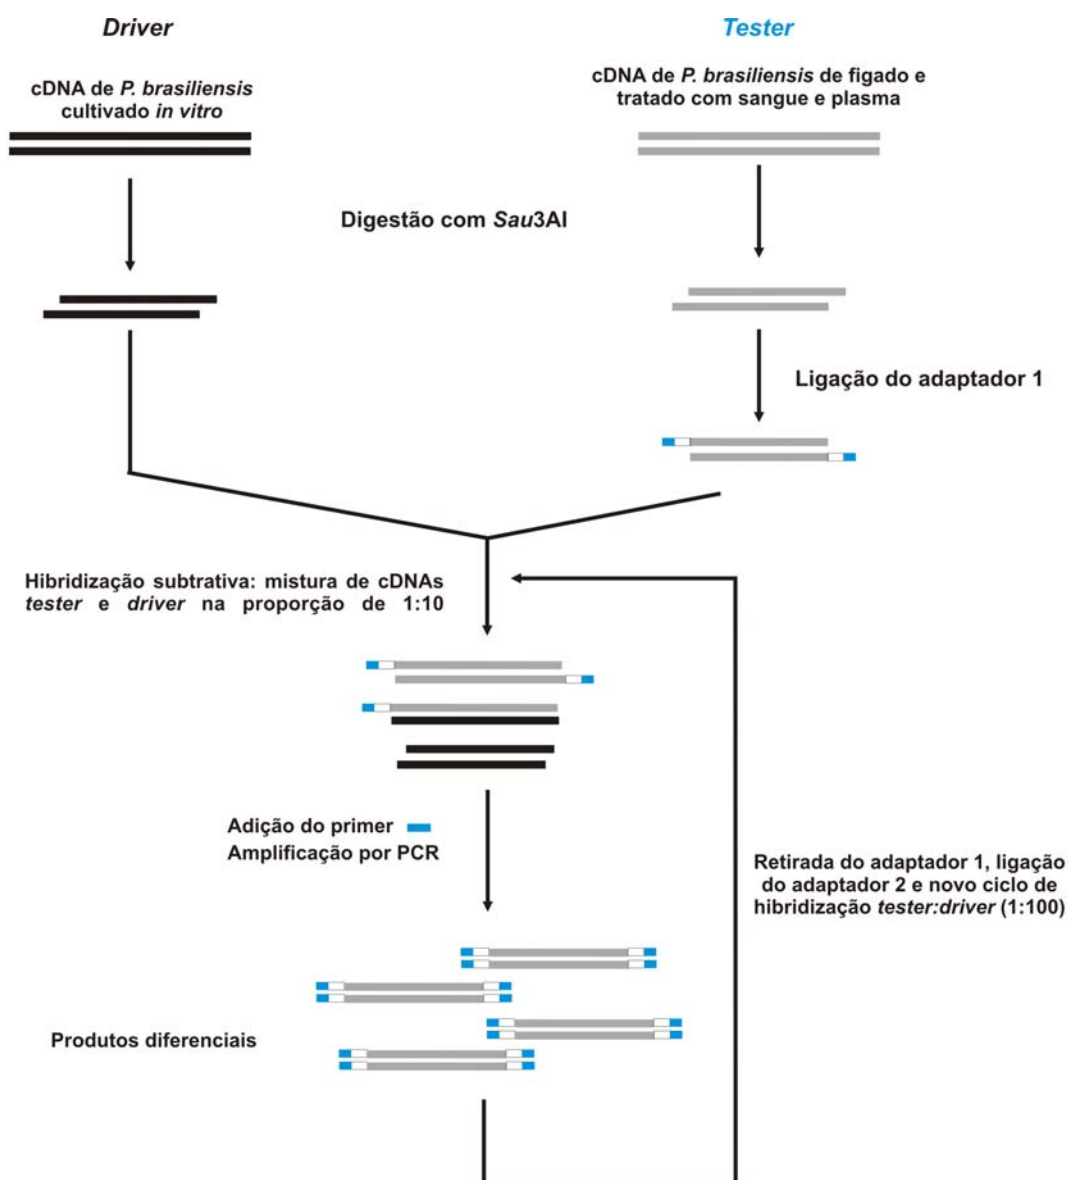 Driver
Tester
cDNA de P. brasiliensis
cultivado in vitro
cDNA de P. brasiliensis de figado e
tratado com sangue e plasma
Digestão com Sau3AI
Ligação do adaptador 1
Hibridização subtrativa: mistura de cDNAs
tester e driver na proporção de 1:10
Adição do primer
Amplificação por PCR
Retirada do adaptador 1, ligação
do adaptador 2 e novo ciclo de
hibridização tester:driver (1:100)
Produtos diferenciais